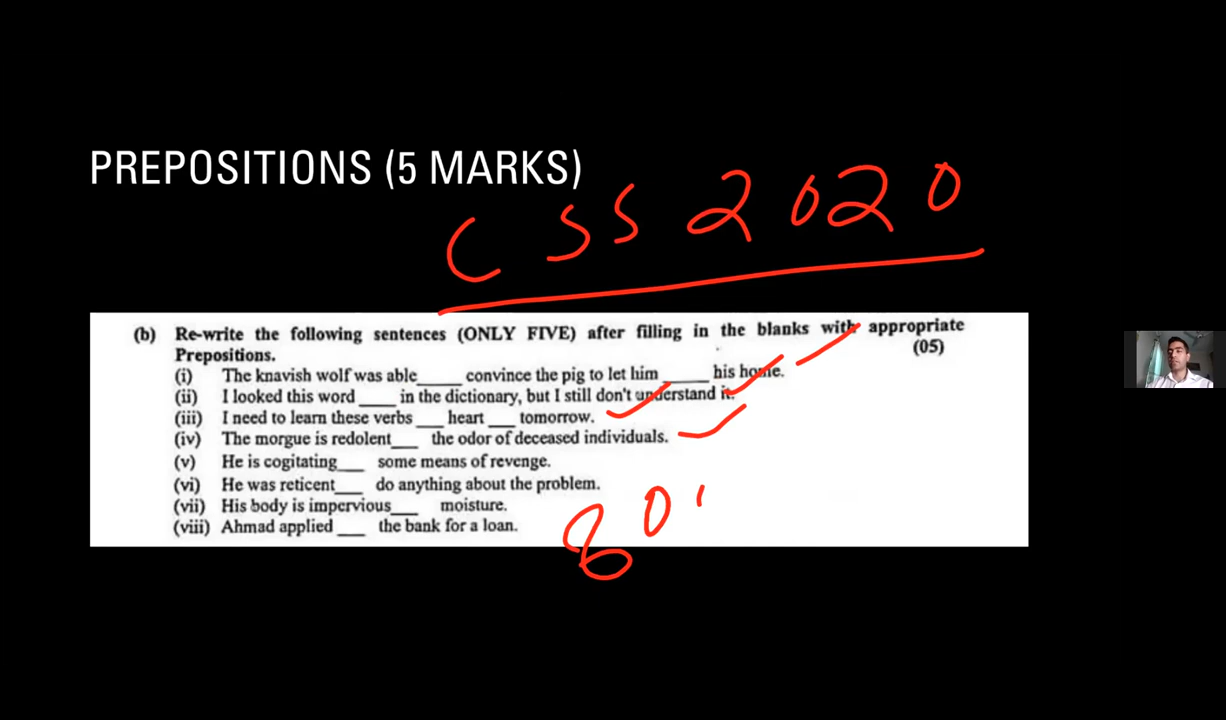 PREPOSITIONS (5 MARKS)
CSS 2020
(b) Re-write the following sentences (ONLY FIVE) after filling in the blanks with appropriate
Prepositions. (05)
(i) The knavish wolf was able____ convince the pig to let him _____ his home.
(ii) I looked this word ____ in the dictionary, but I still don't understand it.
(iii) I need to learn these verbs ___ heart ___ tomorrow.
(iv) The morgue is redolent___ the odor of deceased individuals.
(v) He is cogitating___ some means of revenge.
(vi) He was reticent___ do anything about the problem.
(vii) His body is impervious___ moisture.
(viii) Ahmad applied ___ the bank for a loan.
80